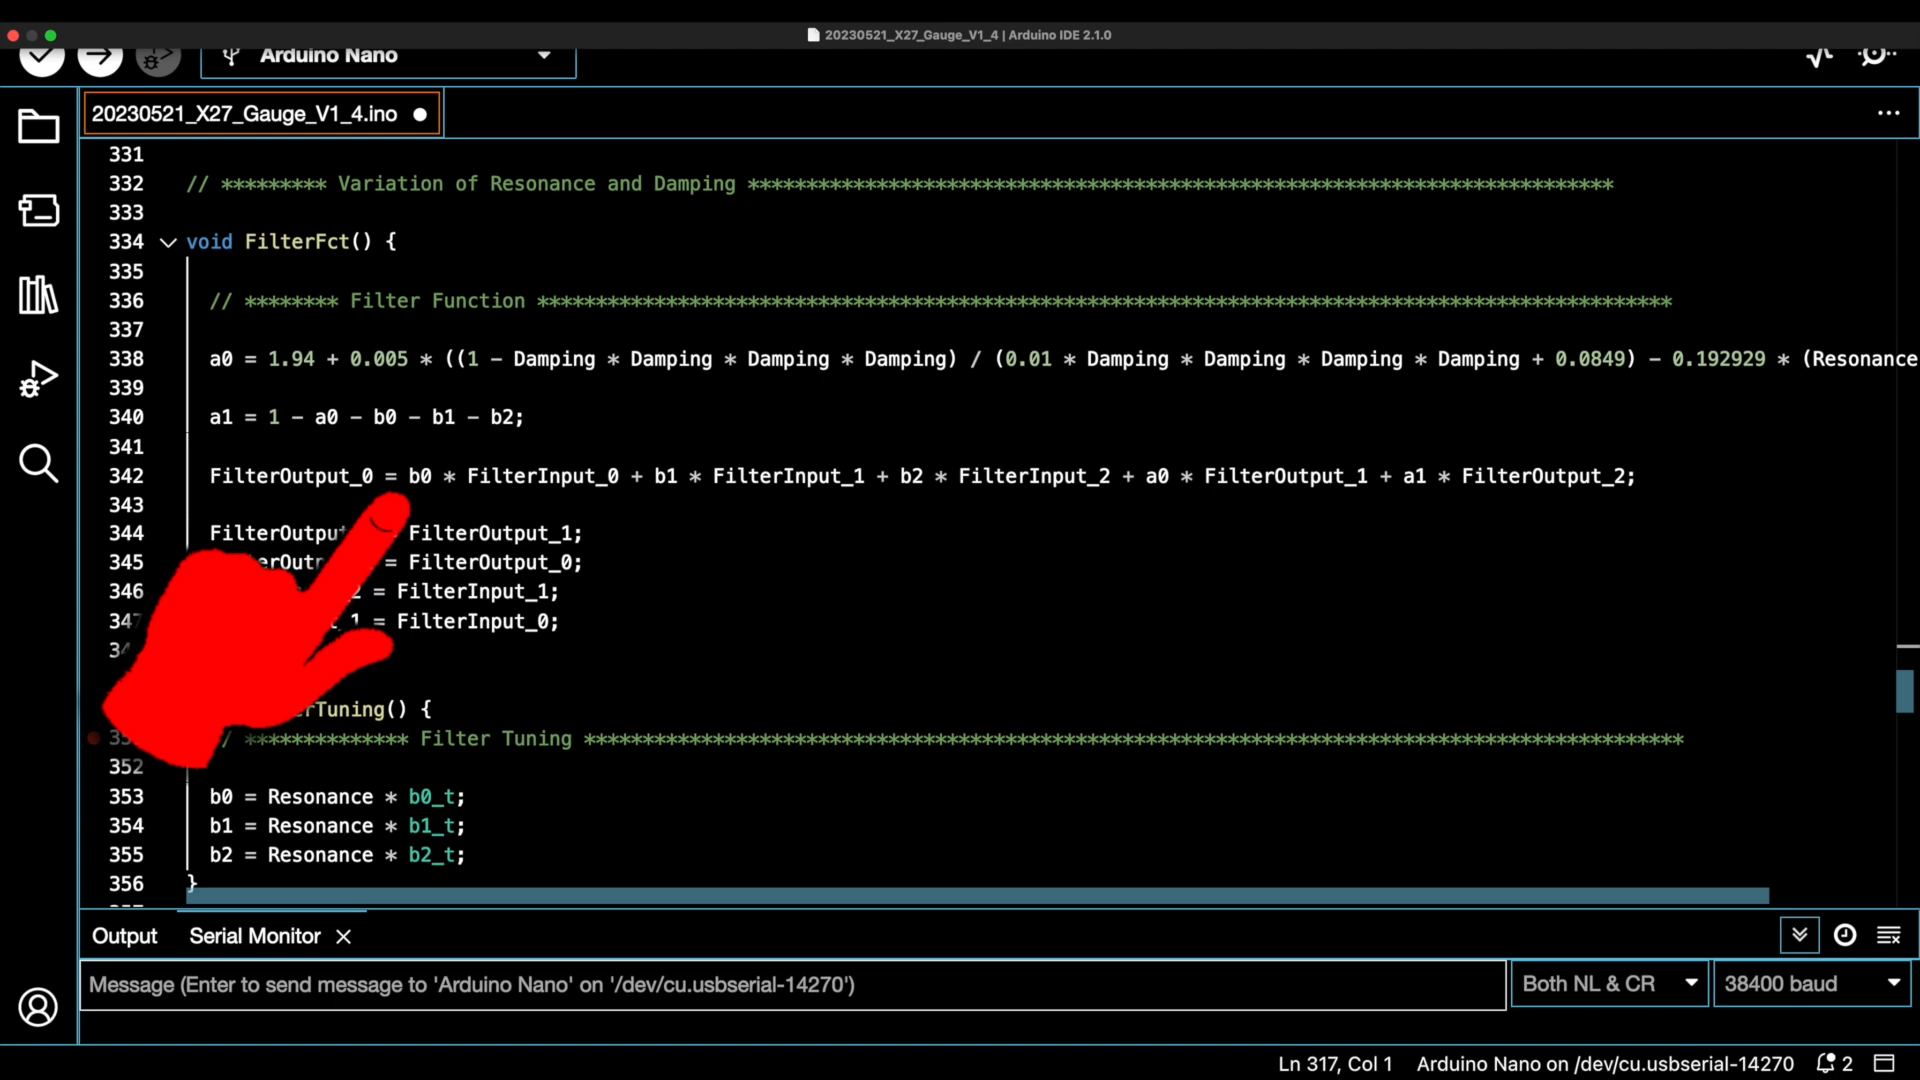 20230521_X27_Gauge_V1_4 | Arduino IDE 2.1.0
Arduino Nano
20230521_X27_Gauge_V1_4.ino
331
332 // ********* Variation of Resonance and Damping **************************************************************************
333
334 void FilterFct() {
335
336 // ******** Filter Function *************************************************************************************************
337
338 a0 = 1.94 + 0.005 * ((1 - Damping * Damping * Damping * Damping) / (0.01 * Damping * Damping * Damping * Damping + 0.0849) - 0.192929 * (Resonance
339
340 a1 = 1 - a0 - b0 - b1 - b2;
341
342 FilterOutput_0 = b0 * FilterInput_0 + b1 * FilterInput_1 + b2 * FilterInput_2 + a0 * FilterOutput_1 + a1 * FilterOutput_2;
343
344 FilterOutput FilterOutput_1;
345 = FilterOutput_0;
346 2 = FilterInput_1;
_1 = FilterInput_0;
Tuning() {
************** Filter Tuning **********************************************************************************************
352
353 b0 = Resonance * b0_t;
354 b1 = Resonance * b1_t;
355 b2 = Resonance * b2_t;
356 }
Output Serial Monitor
Message (Enter to send message to 'Arduino Nano' on '/dev/cu.usbserial-14270')
Both NL & CR
38400 baud
Ln 317, Col 1 Arduino Nano on /dev/cu.usbserial-14270 2